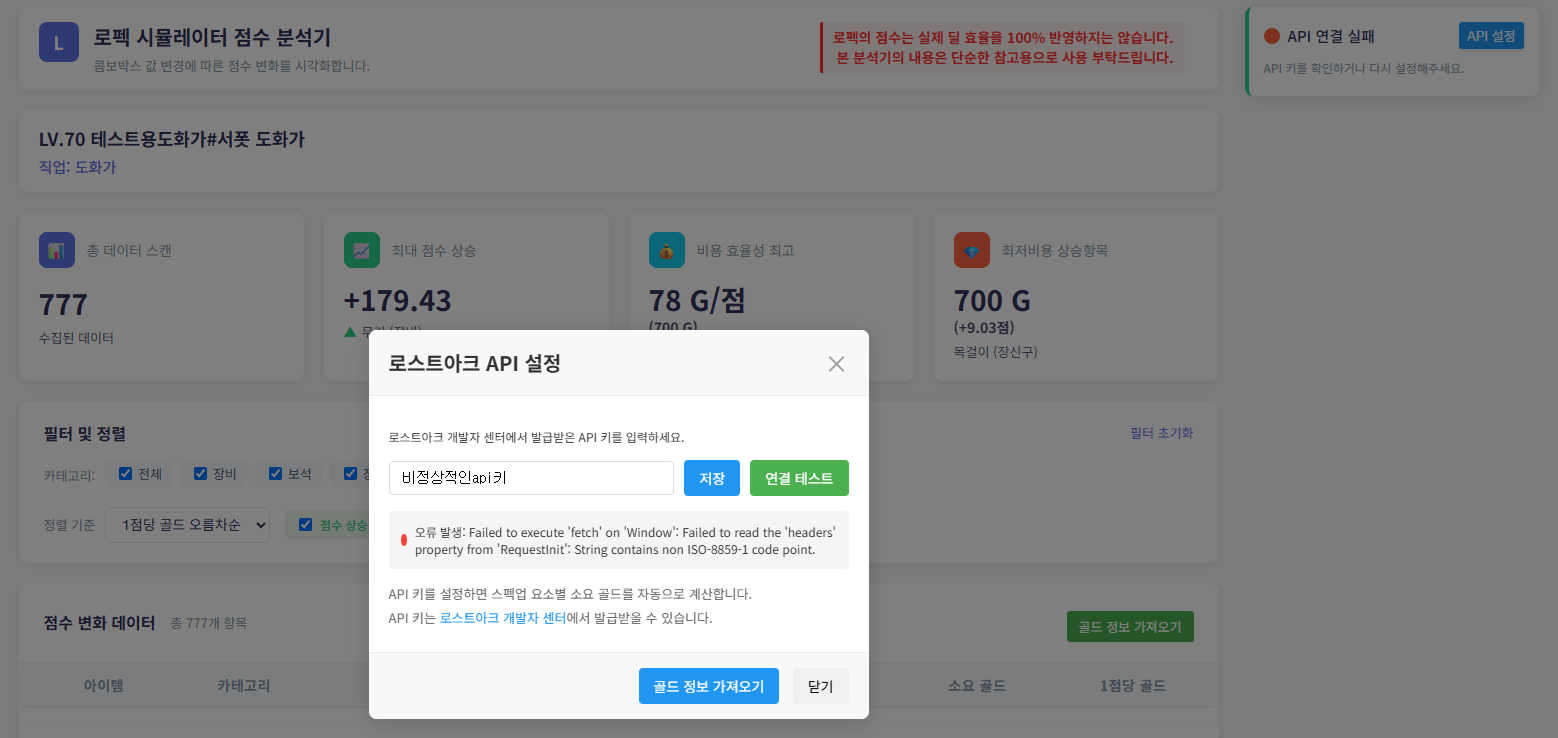 L
로펙 시뮬레이터 점수 분석기
콤보박스 값 변경에 따른 점수 변화를 시각화합니다.
로펙의 점수는 실제 딜 효율을 100% 반영하지는 않습니다.
본 분석기의 내용은 단순한 참고용으로 사용 부탁드립니다.
API 연결 실패
API 설정
API 키를 확인하거나 다시 설정해주세요.
LV.70 테스트용도화가#서폿 도화가
직업: 도화가
총 데이터 스캔
777
수집된 데이터
최대 점수 상승
+179.43
▲ 무기 (장비)
비용 효율성 최고
78 G/점
(700 G)
최저비용 상승항목
700 G
(+9.03점)
목걸이 (장신구)
필터 및 정렬
필터 초기화
카테고리:
전체
장비
보석
정렬 기준
1점당 골드 오름차순
점수 상승
로스트아크 API 설정
로스트아크 개발자 센터에서 발급받은 API 키를 입력하세요.
비정상적인api키
저장
연결 테스트
오류 발생: Failed to execute 'fetch' on 'Window': Failed to read the 'headers'
property from 'RequestInit': String contains non ISO-8859-1 code point.
API 키를 설정하면 스펙업 요소별 소요 골드를 자동으로 계산합니다.
API 키는 로스트아크 개발자 센터에서 발급받을 수 있습니다.
골드 정보 가져오기
닫기
점수 변화 데이터
총 777개 항목
골드 정보 가져오기
아이템
카테고리
소요 골드
1점당 골드